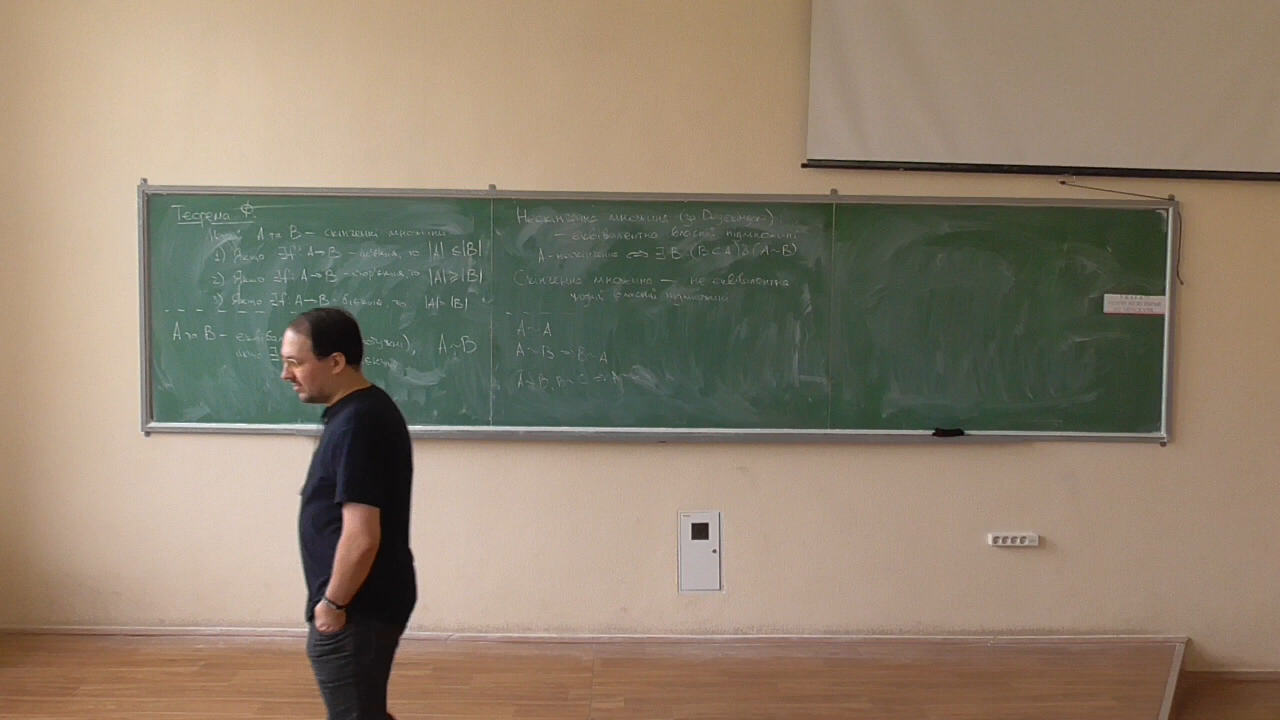 Теорема Ф.
Нехай A та B – скінченні множини
1) Якщо ∃f: A→B – ін'єкція, то |A| ≤ |B|
2) Якщо ∃f: A→B – сюр'єкція, то |A| ≥ |B|
3) Якщо ∃f: A→B – бієкція, то |A| = |B|
A та B – A~B
якщо ∃
Нескінченна множина (за Дедекіндом)
– еквівалентна власній підмножині
A – нескінченна ⇔ ∃B: (B⊂A)&(A~B)
Скінченна множина — не еквівалентна
жодній власній підмножині
A~A
A~B ⇒ B~A
A~B, B~C ⇒ A~